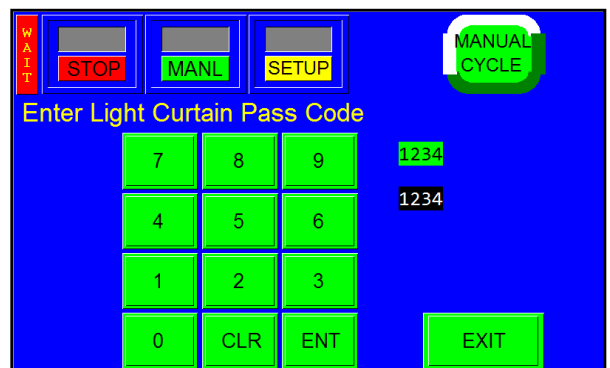 WAIT
STOP
MANL
SETUP
MANUAL
CYCLE
Enter Light Curtain Pass Code
7 8 9
1234
4 5 6
1234
1 2 3
0 CLR ENT
EXIT